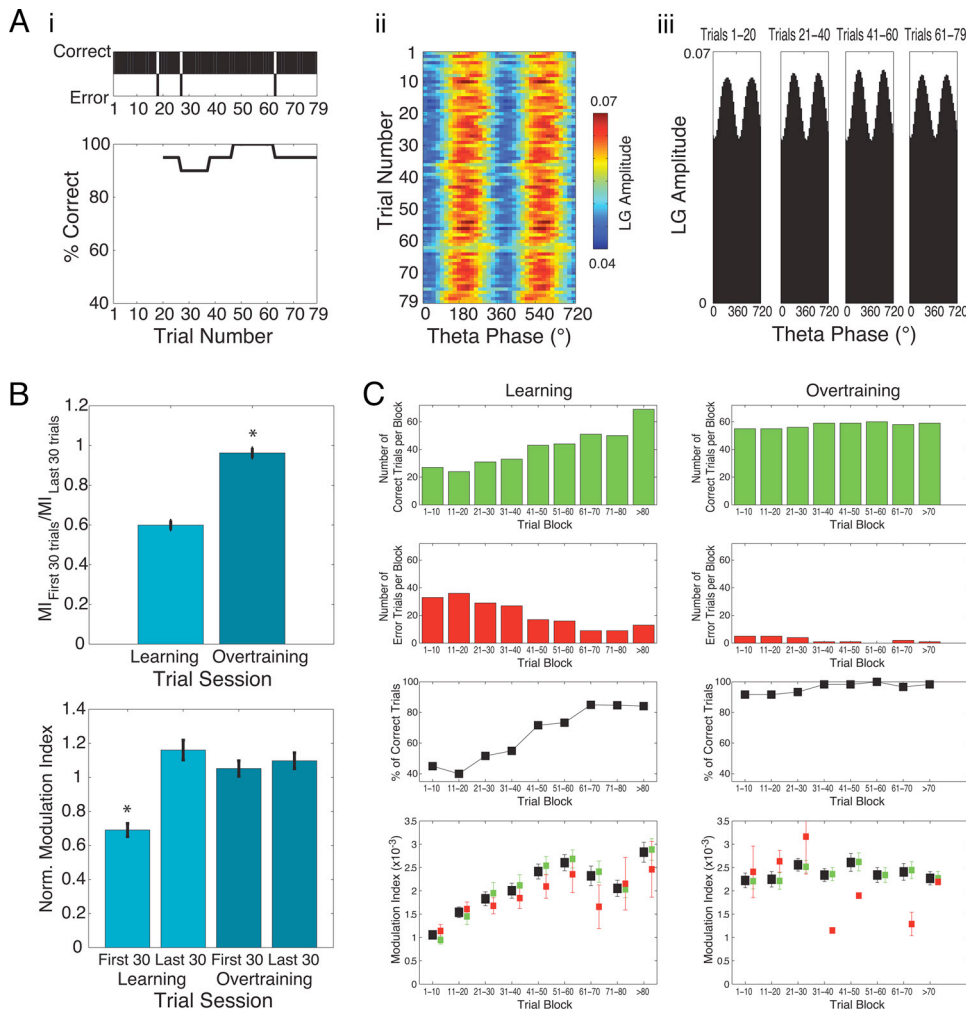 A
i
Correct
Error
1 10 20 30 40 50 60 70 79
100
80
60
40
% Correct
1 10 20 30 40 50 60 70 79
Trial Number
ii
1
10
20
30
40
50
60
70
79
Trial Number
0 180 360 540 720
Theta Phase (°)
0.07
0.04
LG Amplitude
iii
Trials 1–20 Trials 21–40 Trials 41–60 Trials 61–79
0.07
0
LG Amplitude
0 360 720 0 360 720 0 360 720 0 360 720
Theta Phase (°)
B
1.2
1
0.8
0.6
0.4
0.2
0
MI First 30 trials/MI Last 30 trials
*
Learning Overtraining
Trial Session
1.4
1.2
1
0.8
0.6
0.4
0.2
0
Norm. Modulation Index
*
First 30 Last 30 First 30 Last 30
Learning Overtraining
Trial Session
C
Learning
Number of
Correct Trials per Block
60
40
20
0
1–10 11–20 21–30 31–40 41–50 51–60 61–70 71–80 >80
Trial Block
Number of
Error Trials per Block
60
40
20
0
1–10 11–20 21–30 31–40 41–50 51–60 61–70 71–80 >80
Trial Block
% of Correct Trials
100
80
60
40
1–10 11–20 21–30 31–40 41–50 51–60 61–70 71–80 >80
Trial Block
Modulation Index (x10⁻³)
3.5
3
2.5
2
1.5
1
0.5
0
1–10 11–20 21–30 31–40 41–50 51–60 61–70 71–80 >80
Trial Block
Overtraining
Number of
Correct Trials per Block
60
40
20
0
1–10 11–20 21–30 31–40 41–50 51–60 61–70 >70
Trial Block
Number of
Error Trials per Block
60
40
20
0
1–10 11–20 21–30 31–40 41–50 51–60 61–70 >70
Trial Block
% of Correct Trials
100
80
60
40
1–10 11–20 21–30 31–40 41–50 51–60 61–70 >70
Trial Block
Modulation Index (x10⁻³)
3.5
3
2.5
2
1.5
1
0.5
0
1–10 11–20 21–30 31–40 41–50 51–60 61–70 >70
Trial Block